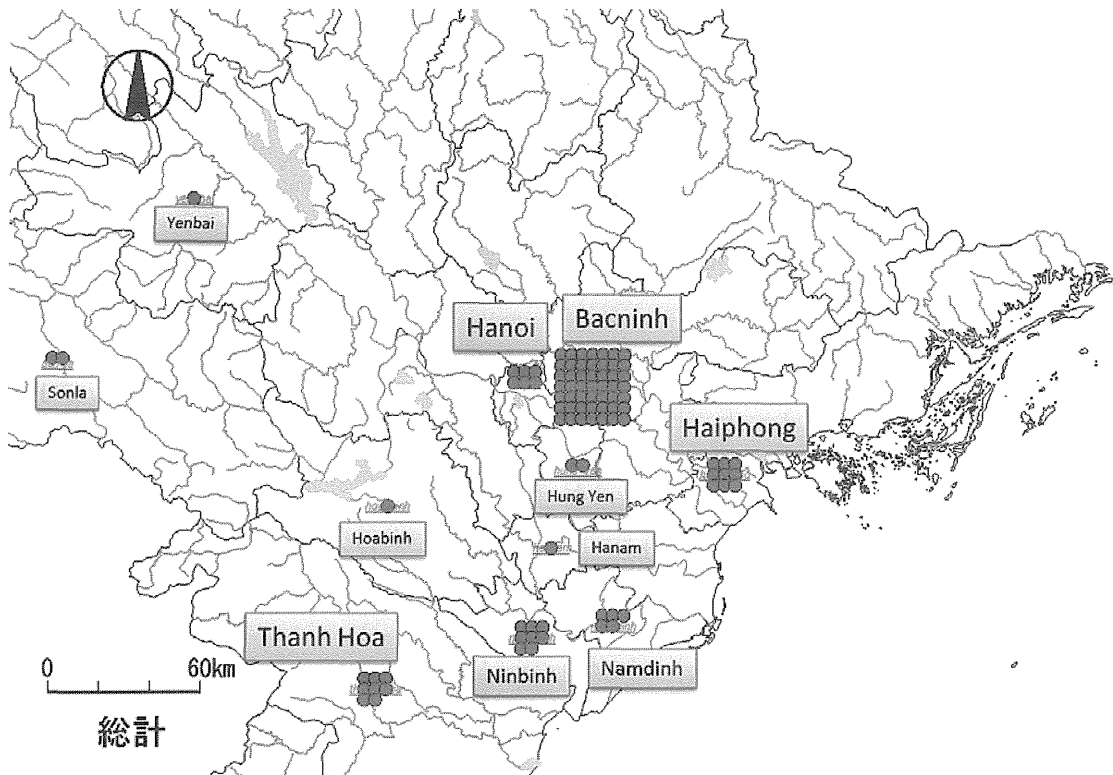 Yenbai
Hanoi
Bacninh
Sonla
Haiphong
Hung Yen
Hoabinh
Hanam
Thanh Hoa
Ninbinh
Namdinh
0 60km
総計